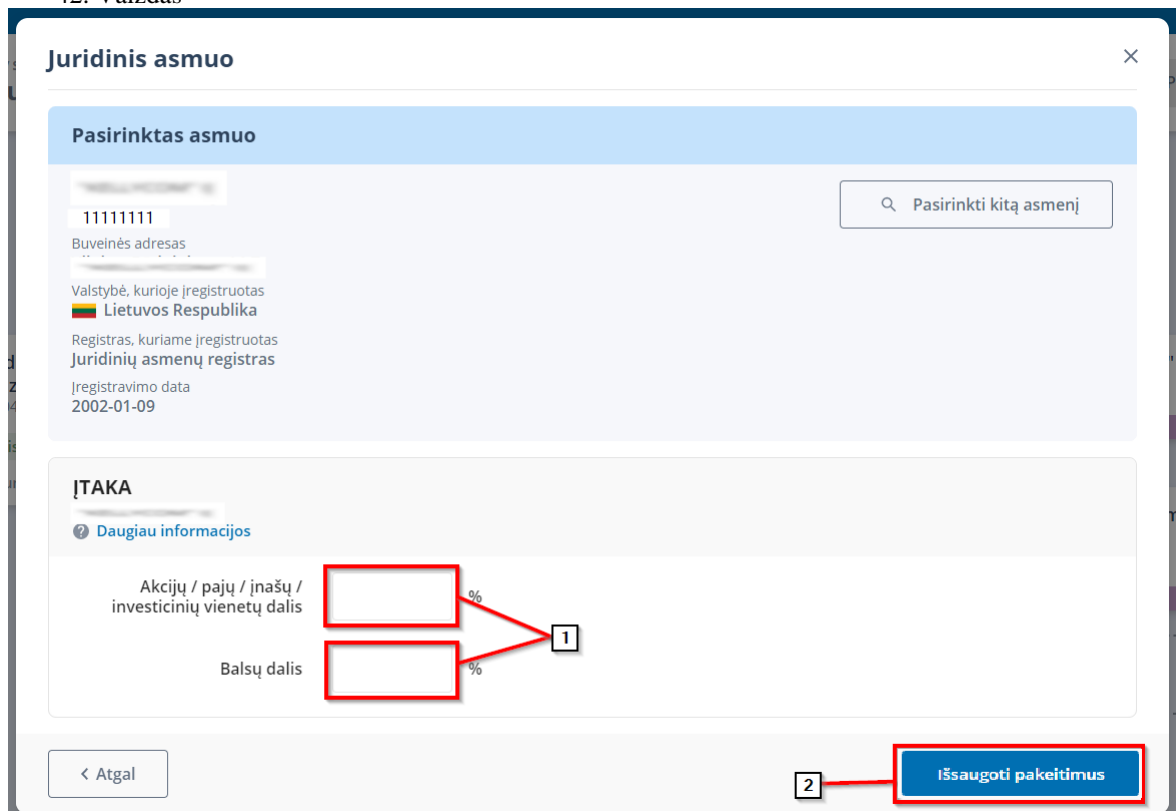 42. Vaizdas
Juridinis asmuo
Pasirinktas asmuo
11111111
Pasirinkti kitą asmenį
Buveinės adresas
Valstybė, kurioje įregistruotas
Lietuvos Respublika
Registras, kuriame įregistruotas
Juridinių asmenų registras
Įregistravimo data
2002-01-09
ĮTAKA
Daugiau informacijos
Akcijų / pajų / įnašų /
investicinių vienetų dalis
%
1
Balsų dalis
%
< Atgal
2
Išsaugoti pakeitimus